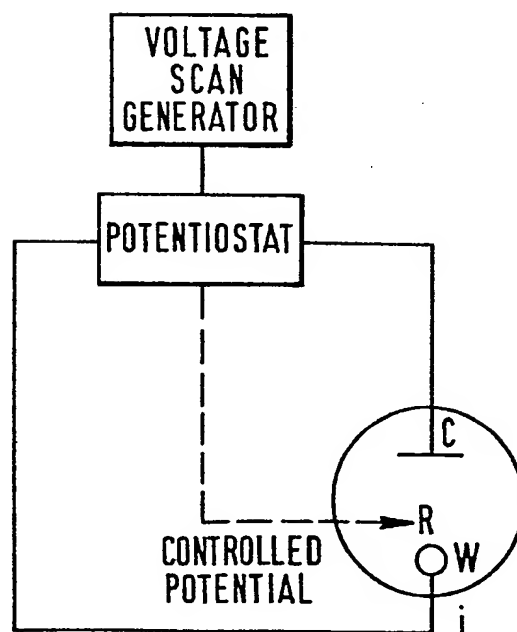 VOLTAGE
SCAN
GENERATOR
POTENTIOSTAT
C
R
W
CONTROLLED
POTENTIAL
i